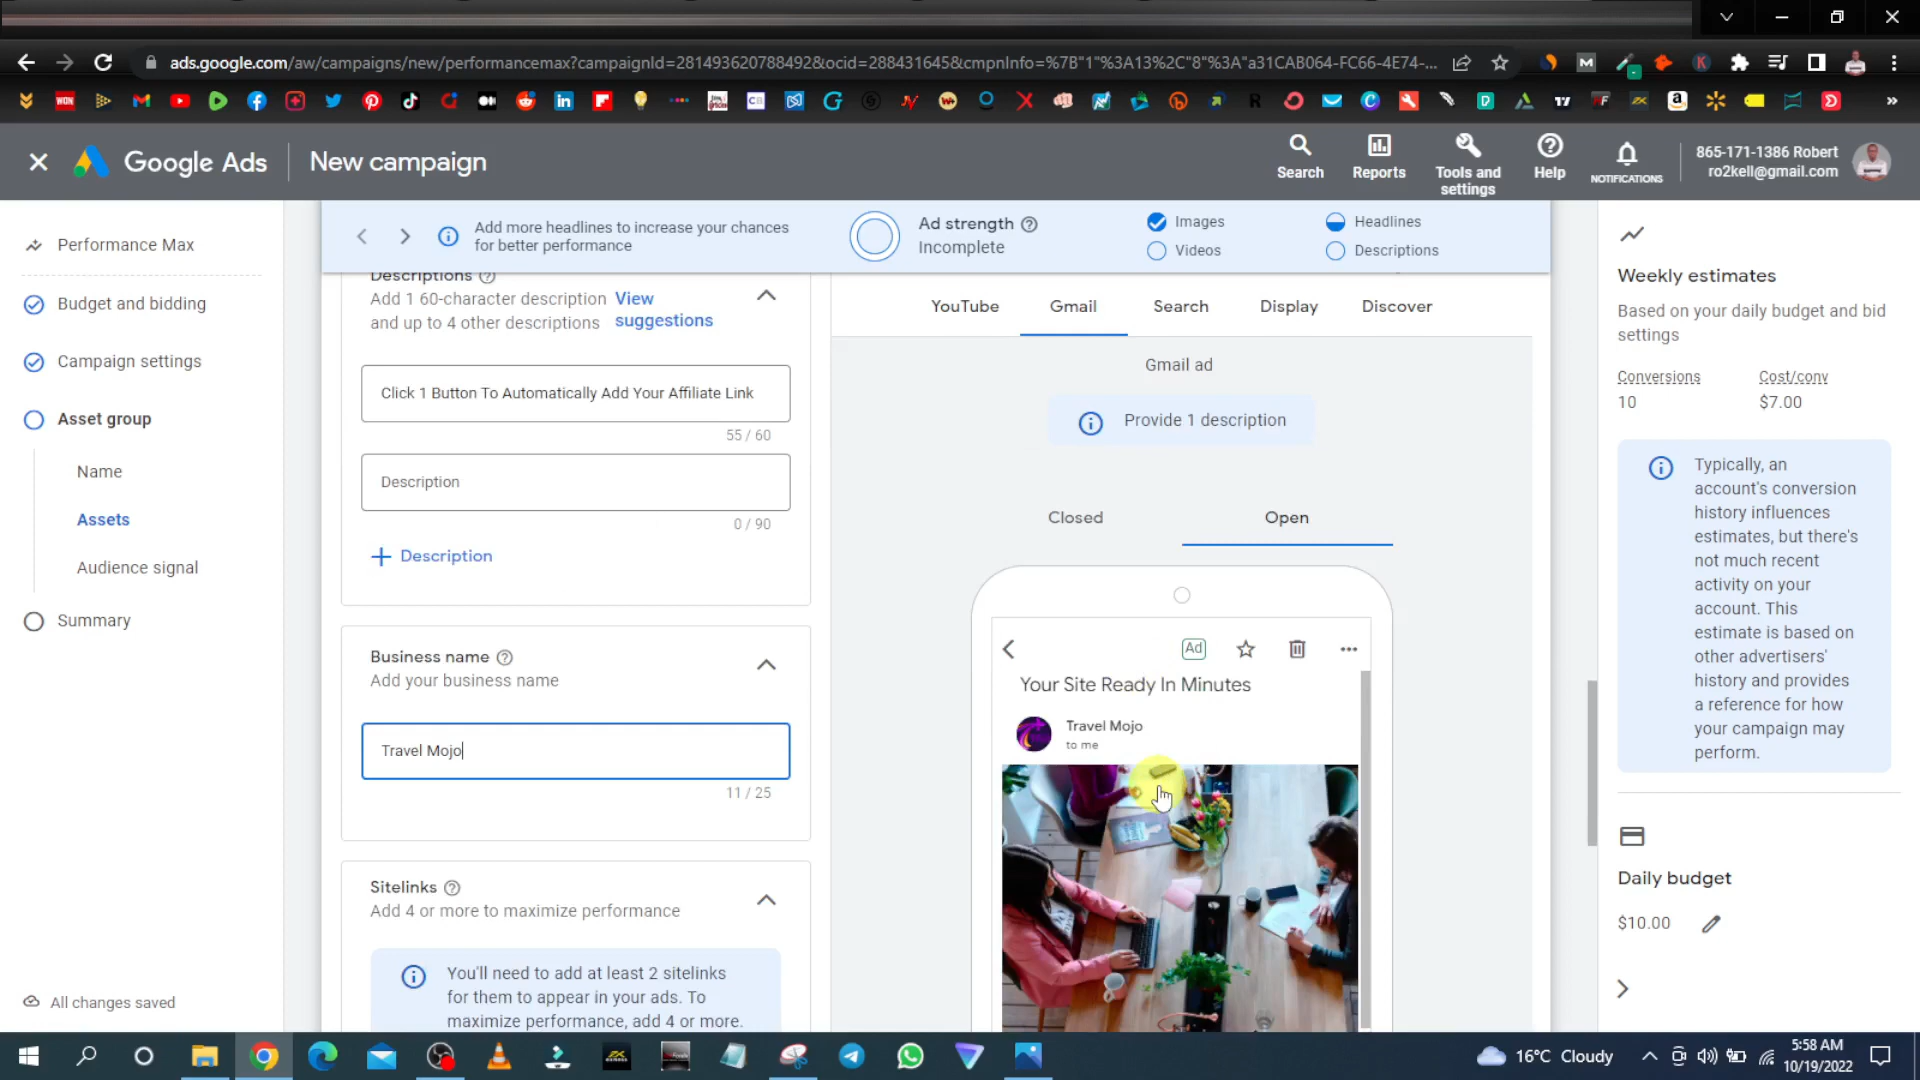 ads.google.com/aw/campaigns/new/performancemax?campaignId=281493620788492&ocid=288431645&cmpnInfo=%7B"1"%3A13%2C"8"%3A"a31CAB064-FC66-4E74-...
Google Ads
New campaign
Search
Reports
Tools and
settings
Help
NOTIFICATIONS
865-171-1386 Robert
ro2kell@gmail.com
Performance Max
Budget and bidding
Campaign settings
Asset group
Name
Assets
Audience signal
Summary
All changes saved
Add more headlines to increase your chances
for better performance
Ad strength
Incomplete
Images
Videos
Headlines
Descriptions
Descriptions
Add 1 60-character description
and up to 4 other descriptions
View
suggestions
Click 1 Button To Automatically Add Your Affiliate Link
55 / 60
Description
0 / 90
Description
Business name
Add your business name
Travel Mojo
11 / 25
Sitelinks
Add 4 or more to maximize performance
You'll need to add at least 2 sitelinks
for them to appear in your ads. To
maximize performance, add 4 or more.
YouTube
Gmail
Search
Display
Discover
Gmail ad
Provide 1 description
Closed
Open
Ad
Your Site Ready In Minutes
Travel Mojo
to me
Weekly estimates
Based on your daily budget and bid
settings
Conversions
10
Cost/conv
$7.00
Typically, an
account's conversion
history influences
estimates, but there's
not much recent
activity on your
account. This
estimate is based on
other advertisers'
history and provides
a reference for how
your campaign may
perform.
Daily budget
$10.00
16°C Cloudy
5:58 AM
10/19/2022